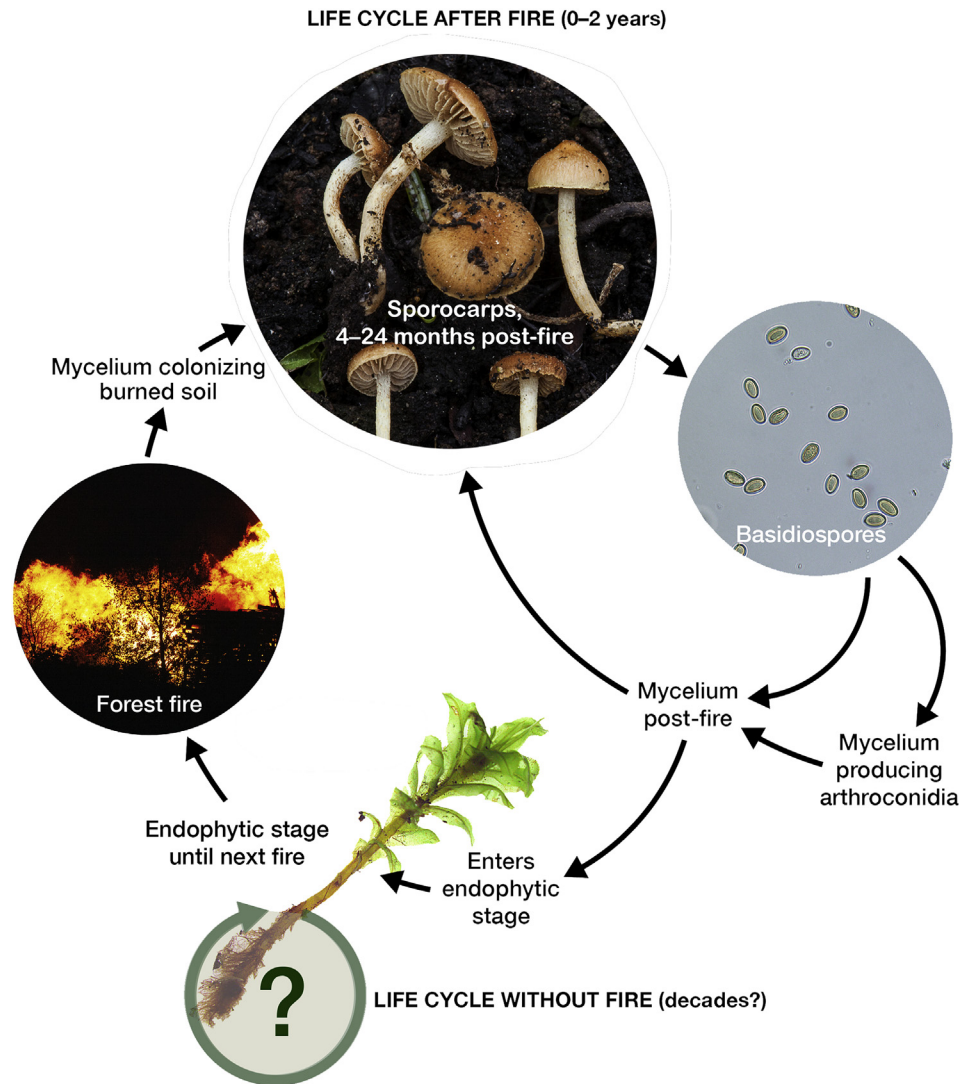 LIFE CYCLE AFTER FIRE (0–2 years)
Sporocarps,
4–24 months post-fire
Mycelium colonizing
burned soil
Basidiospores
Forest fire
Mycelium
post-fire
Mycelium
producing
arthroconidia
Endophytic stage
until next fire
Enters
endophytic
stage
?
LIFE CYCLE WITHOUT FIRE (decades?)